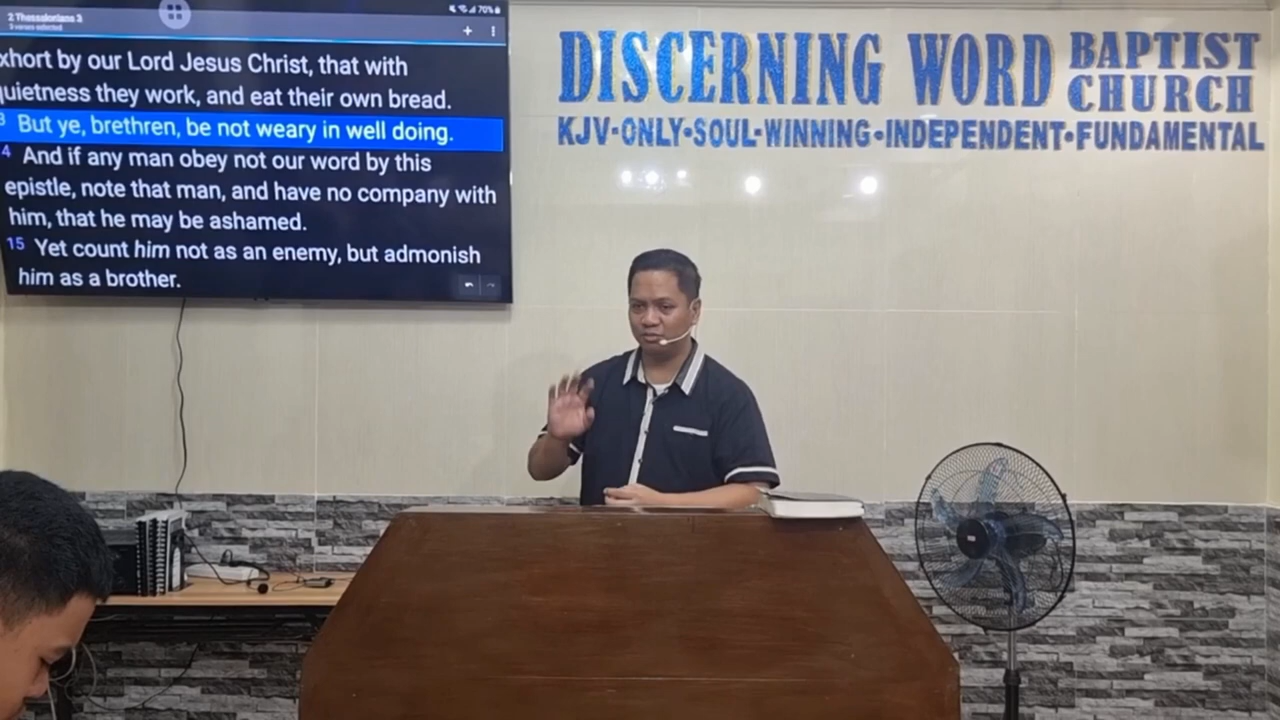 2 Thessalonians 3
70%
xhort by our Lord Jesus Christ, that with
uietness they work, and eat their own bread.
3 But ye, brethren, be not weary in well doing.
4 And if any man obey not our word by this
epistle, note that man, and have no company with
him, that he may be ashamed.
15 Yet count him not as an enemy, but admonish
him as a brother.
DISCERNING WORD BAPTIST CHURCH
KJV-ONLY•SOUL-WINNING•INDEPENDENT•FUNDAMENTAL